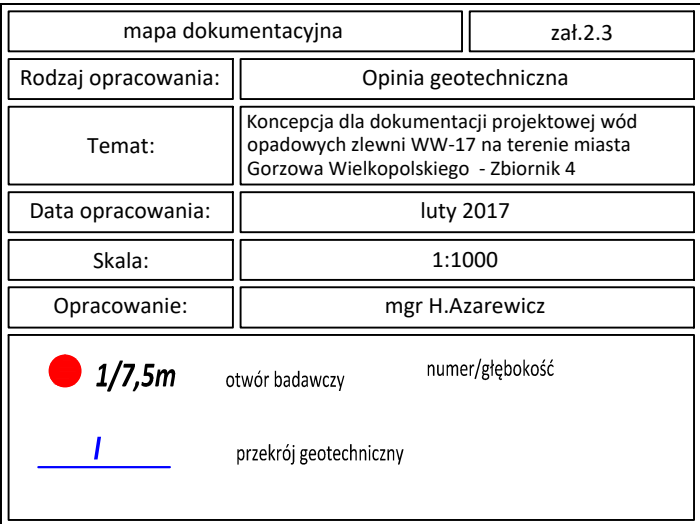 mapa dokumentacyjna zał.2.3
Rodzaj opracowania: Opinia geotechniczna
Temat: Koncepcja dla dokumentacji projektowej wód
opadowych zlewni WW-17 na terenie miasta
Gorzowa Wielkopolskiego - Zbiornik 4
Data opracowania: luty 2017
Skala: 1:1000
Opracowanie: mgr H.Azarewicz
1/7,5m otwór badawczy numer/głębokość
I przekrój geotechniczny